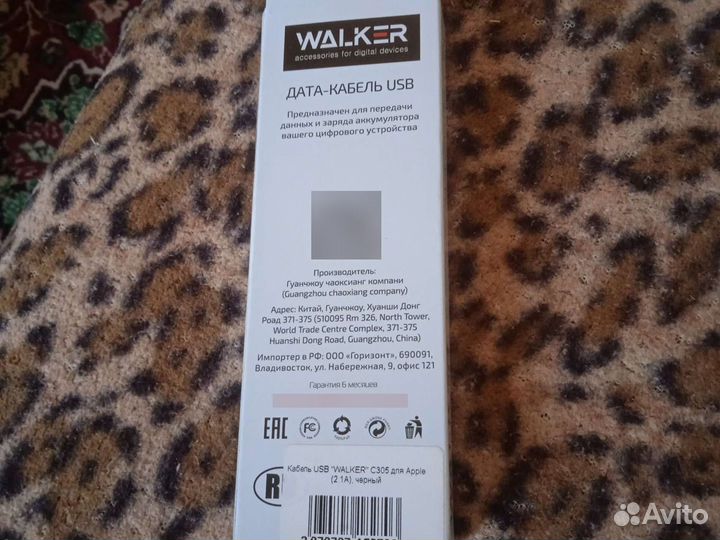 WALKER
accessories for digital devices
ДАТА-КАБЕЛЬ USB
Предназначен для передачи
данных и заряда аккумулятора
вашего цифрового устройства
Производитель:
Гуанчжоу чаоксианг компани
(Guangzhou chaoxiang company)
Адрес: Китай, Гуанчжоу, Хуанши Донг
Роад 371-375 (510095 Rm 326, North Tower,
World Trade Centre Complex, 371-375
Huanshi Dong Road, Guangzhou, China)
Импортер в РФ: ООО «Горизонт», 690091,
Владивосток, ул. Набережная, 9, офис 121
Гарантия 6 месяцев
EAC
FC
Кабель USB "WALKER" C305 для Apple
(2.1А), черный
Avito